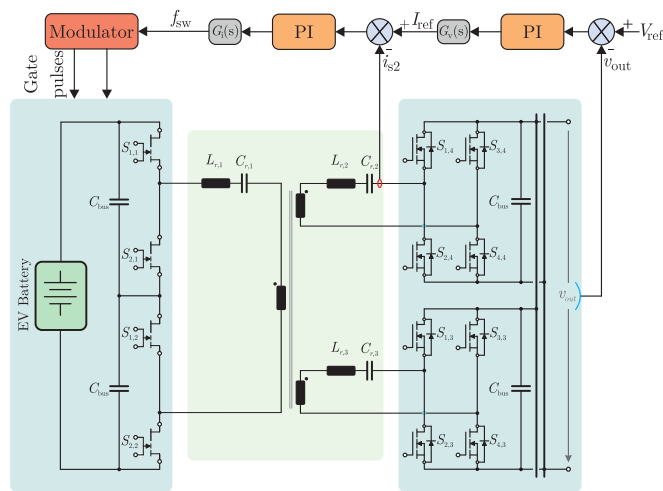 f_sw
I_ref
Modulator
G_i(s)
PI
G_v(s)
PI
V_ref
Gate pulses
i_s2
v_out
+
−
+
−
S_1,1
L_r,1
C_r,1
L_r,2
C_r,2
S_1,4
S_3,4
C_bus
C_bus
S_2,1
S_2,4
S_4,4
EV Battery
v_out
S_1,2
S_1,3
S_3,3
L_r,3
C_r,3
C_bus
C_bus
S_2,2
S_2,3
S_4,3